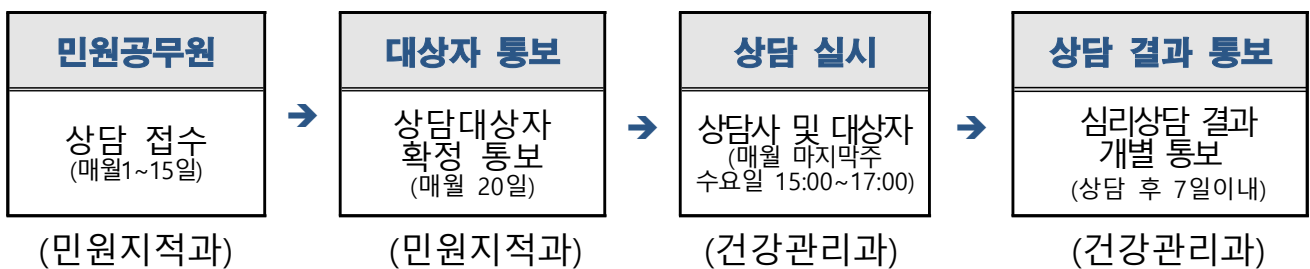 민원공무원
상담 접수
(매월1~15일)
(민원지적과)
➔
대상자 통보
상담대상자
확정 통보
(매월 20일)
(민원지적과)
➔
상담 실시
상담사 및 대상자
(매월 마지막주
수요일 15:00~17:00)
(건강관리과)
➔
상담 결과 통보
심리상담 결과
개별 통보
(상담 후 7일이내)
(건강관리과)